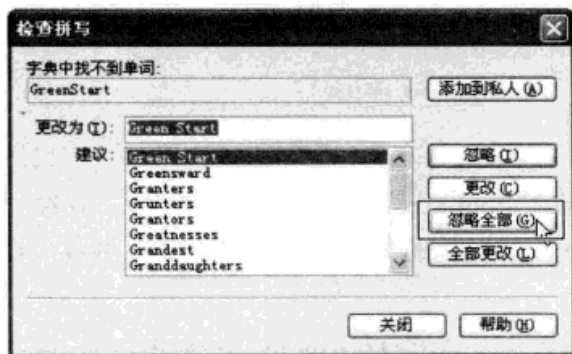 检查拼写
字典中找不到单词:
GreenStart
添加到私人(A)
更改为(T):
Green Start
建议:
Green Start
Greensward
Granters
Grunters
Grantors
Greatnesses
Grandest
Granddaughters
忽略(I)
更改(C)
忽略全部(G)
全部更改(L)
关闭
帮助(H)